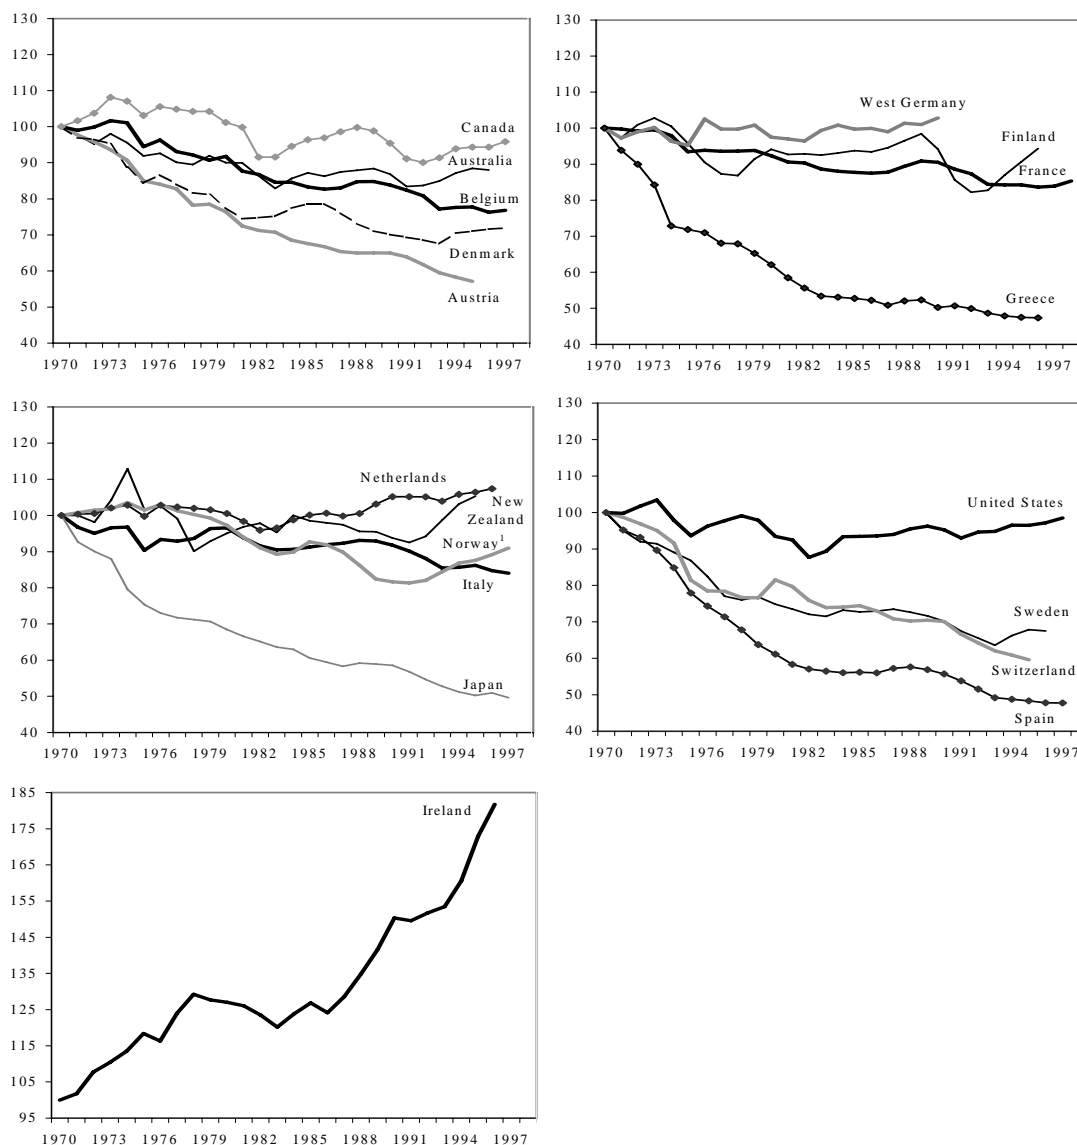 130
120
110
100
90
80
70
60
50
40
Canada
Australia
Belgium
Denmark
Austria
1970 1973 1976 1979 1982 1985 1988 1991 1994 1997
130
120
110
100
90
80
70
60
50
40
West Germany
Finland
France
Greece
1970 1973 1976 1979 1982 1985 1988 1991 1994 1997
130
120
110
100
90
80
70
60
50
40
Netherlands
New
Zealand
Norway¹
Italy
Japan
1970 1973 1976 1979 1982 1985 1988 1991 1994 1997
130
120
110
100
90
80
70
60
50
40
United States
Sweden
Switzerland
Spain
1970 1973 1976 1979 1982 1985 1988 1991 1994 1997
185
175
165
155
145
135
125
115
105
95
Ireland
1970 1973 1976 1979 1982 1985 1988 1991 1994 1997